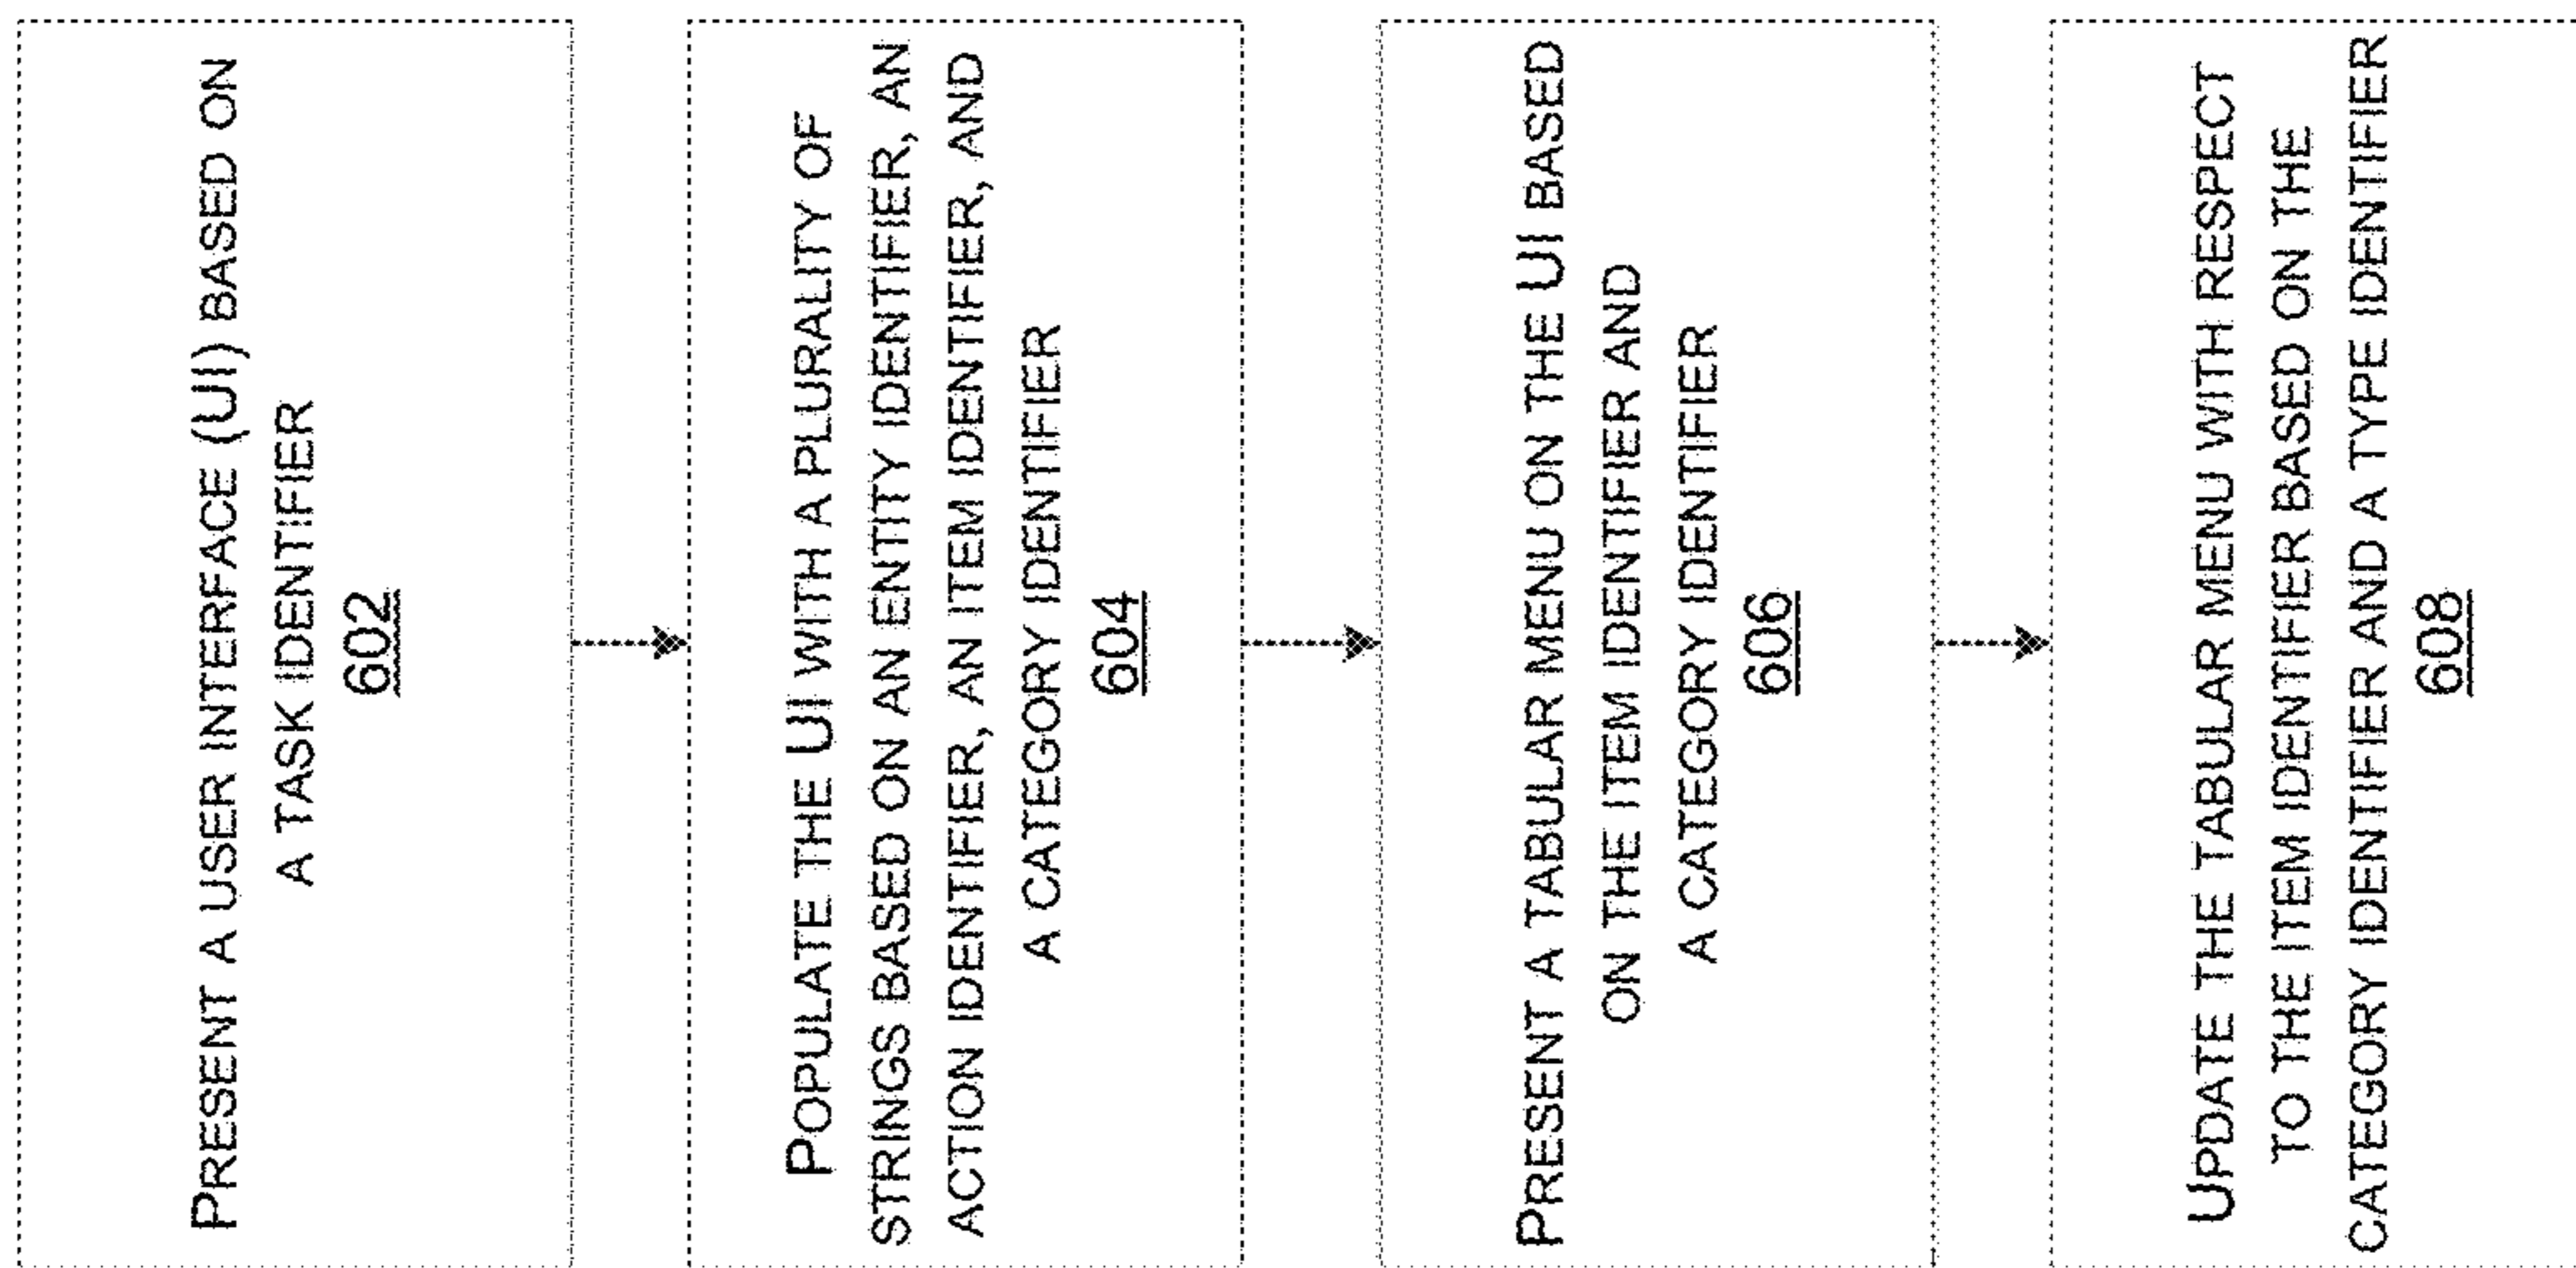 PRESENT A USER INTERFACE (UI) BASED ON
A TASK IDENTIFIER
602
POPULATE THE UI WITH A PLURALITY OF
STRINGS BASED ON AN ENTITY IDENTIFIER, AN
ACTION IDENTIFIER, AN ITEM IDENTIFIER, AND
A CATEGORY IDENTIFIER
604
PRESENT A TABULAR MENU ON THE UI BASED
ON THE ITEM IDENTIFIER AND
A CATEGORY IDENTIFIER
606
UPDATE THE TABULAR MENU WITH RESPECT
TO THE ITEM IDENTIFIER BASED ON THE
CATEGORY IDENTIFIER AND A TYPE IDENTIFIER
608